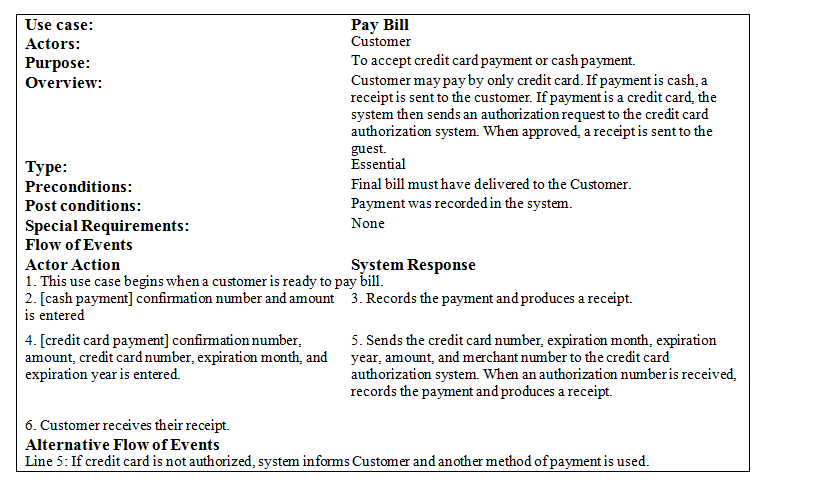 Use case: Pay Bill
Actors: Customer
Purpose: To accept credit card payment or cash payment.
Overview: Customer may pay by only credit card. If payment is cash, a
receipt is sent to the customer. If payment is a credit card, the
system then sends an authorization request to the credit card
authorization system. When approved, a receipt is sent to the
guest.
Type: Essential
Preconditions: Final bill must have delivered to the Customer.
Post conditions: Payment was recorded in the system.
Special Requirements: None
Flow of Events
Actor Action System Response
1. This use case begins when a customer is ready to pay bill.
2. [cash payment] confirmation number and amount
is entered
3. Records the payment and produces a receipt.
4. [credit card payment] confirmation number,
amount, credit card number, expiration month, and
expiration year is entered.
5. Sends the credit card number, expiration month, expiration
year, amount, and merchant number to the credit card
authorization system. When an authorization number is received,
records the payment and produces a receipt.
6. Customer receives their receipt.
Alternative Flow of Events
Line 5: If credit card is not authorized, system informs Customer and another method of payment is used.